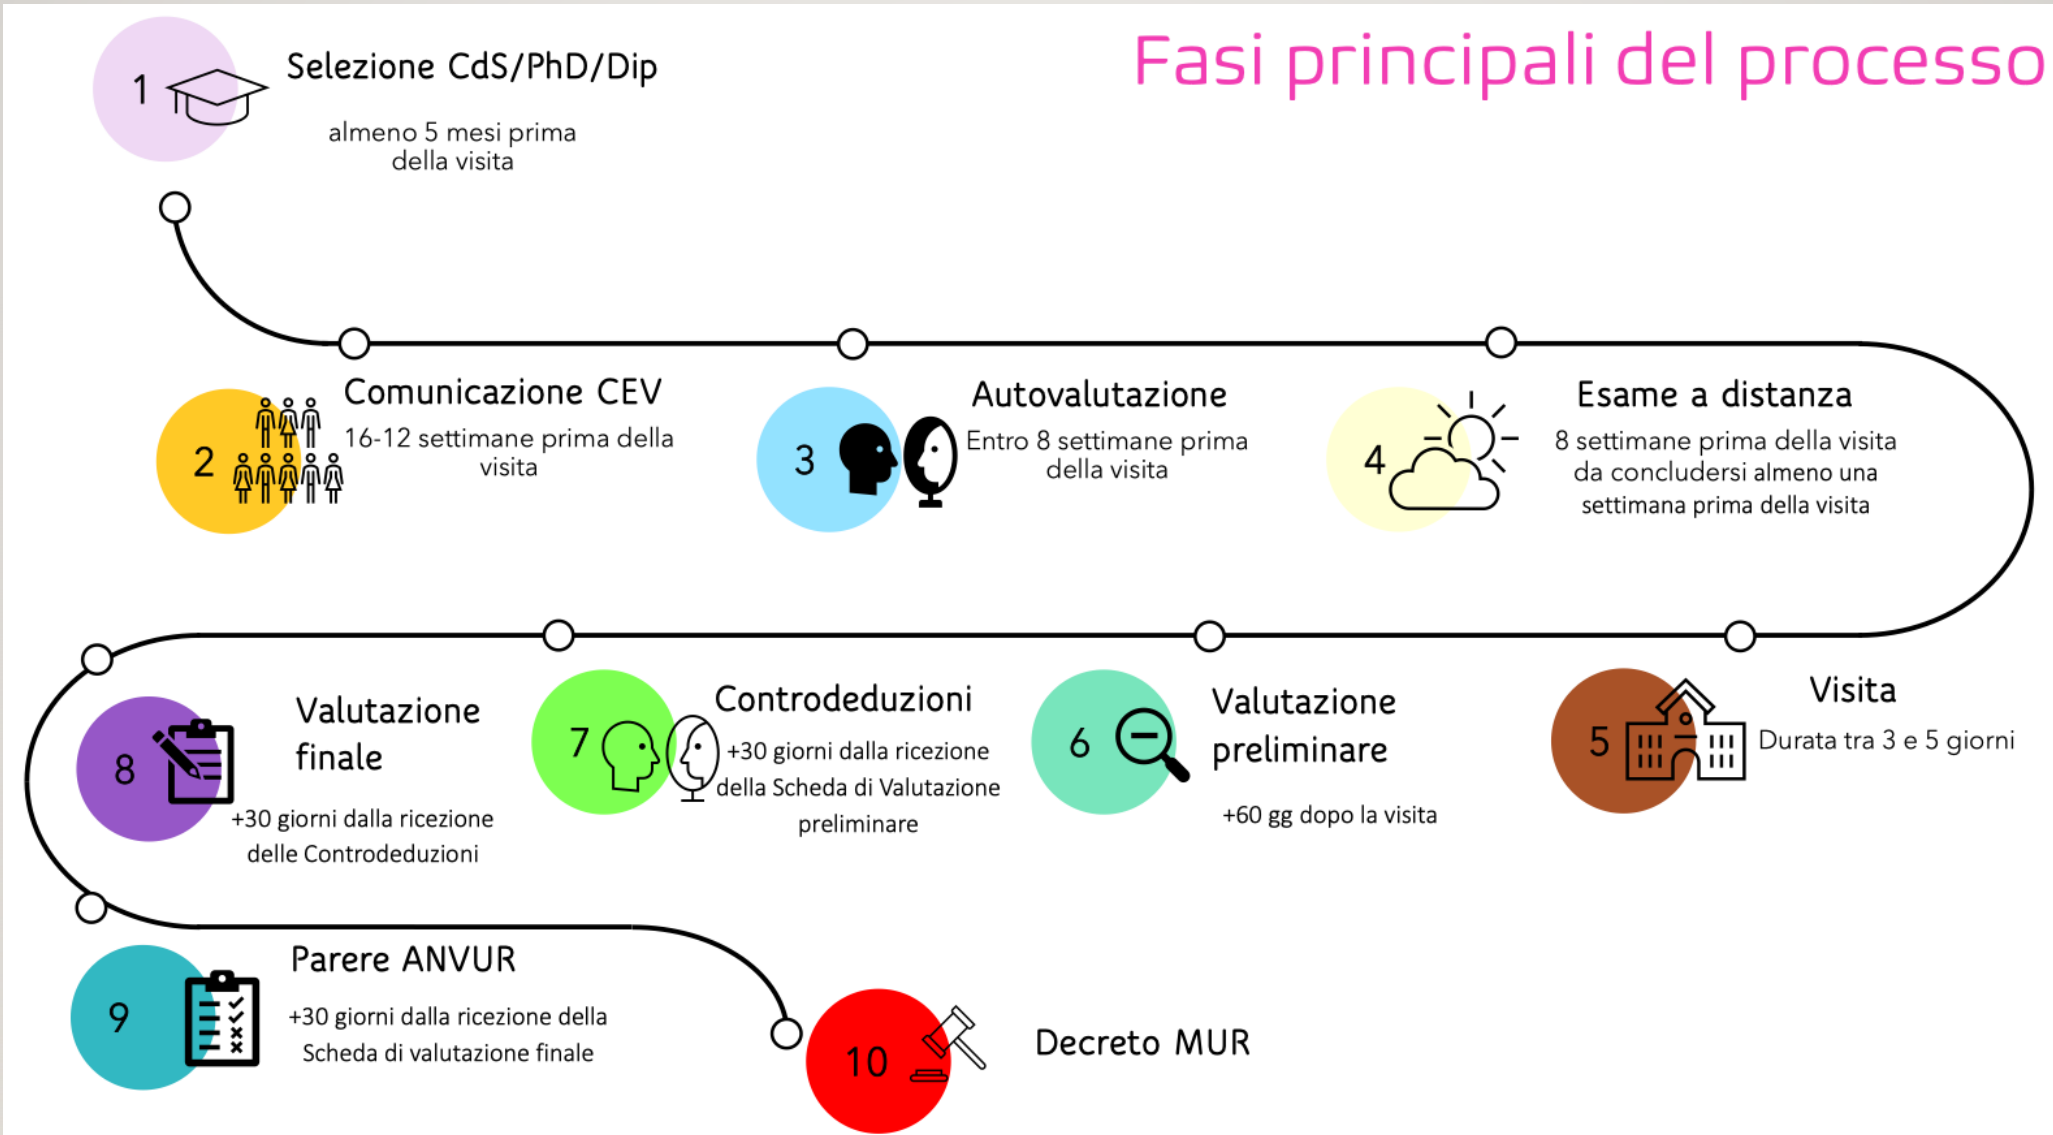 Fasi principali del processo
1
Selezione CdS/PhD/Dip
almeno 5 mesi prima
della visita
2
Comunicazione CEV
16-12 settimane prima della
visita
3
Autovalutazione
Entro 8 settimane prima
della visita
4
Esame a distanza
8 settimane prima della visita
da concludersi almeno una
settimana prima della visita
5
Visita
Durata tra 3 e 5 giorni
6
Valutazione
preliminare
+60 gg dopo la visita
7
Controdeduzioni
+30 giorni dalla ricezione
della Scheda di Valutazione
preliminare
8
Valutazione
finale
+30 giorni dalla ricezione
delle Controdeduzioni
9
Parere ANVUR
+30 giorni dalla ricezione della
Scheda di valutazione finale
10
Decreto MUR